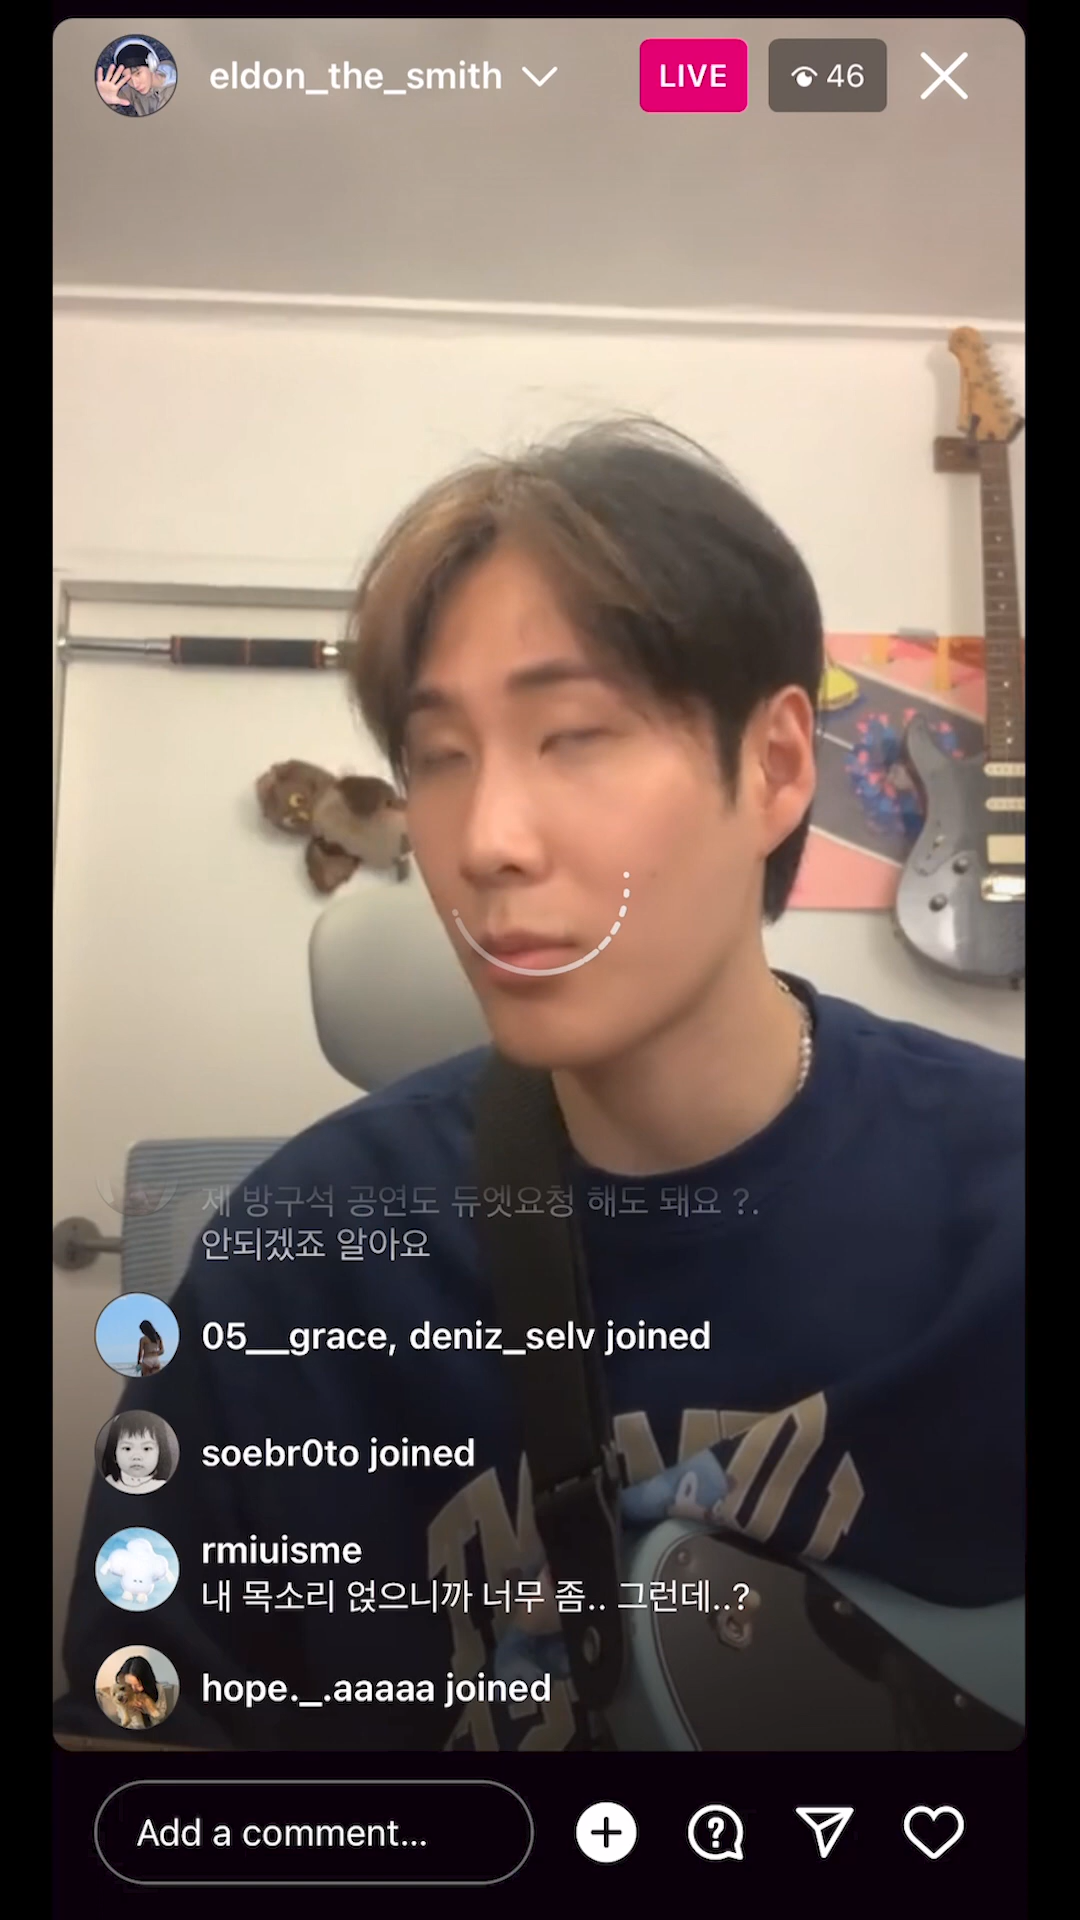 eldon_the_smith
LIVE
46
제 방구석 공연도 듀엣요청 해도 돼요 ?.
안되겠죠 알아요
05__grace, deniz_selv joined
soebr0to joined
rmiuisme
내 목소리 얹으니까 너무 좀.. 그런데..?
hope._.aaaaa joined
Add a comment...